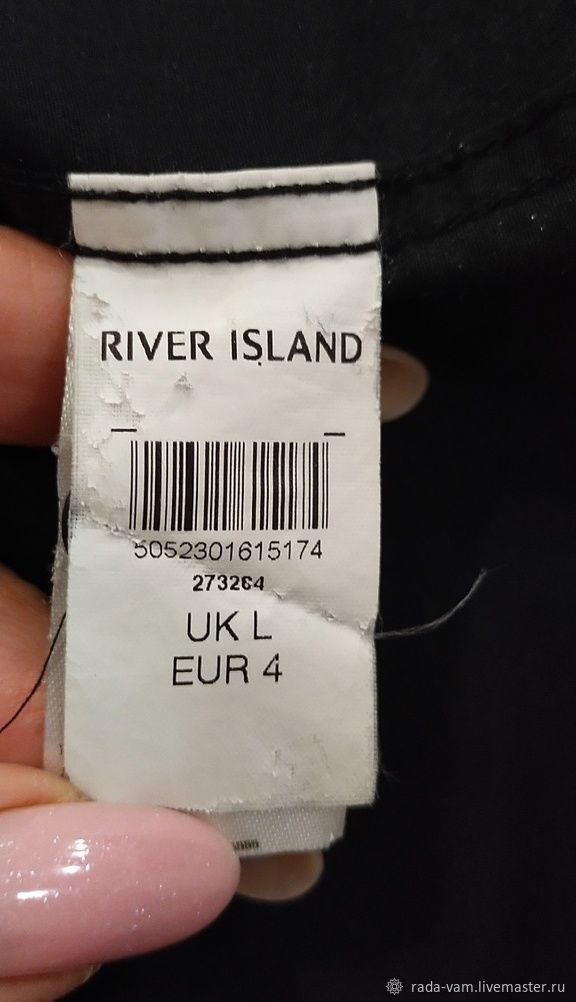 RIVER ISLAND
5052301615174
273264
UK L
EUR 4
rada-vam.livemaster.ru